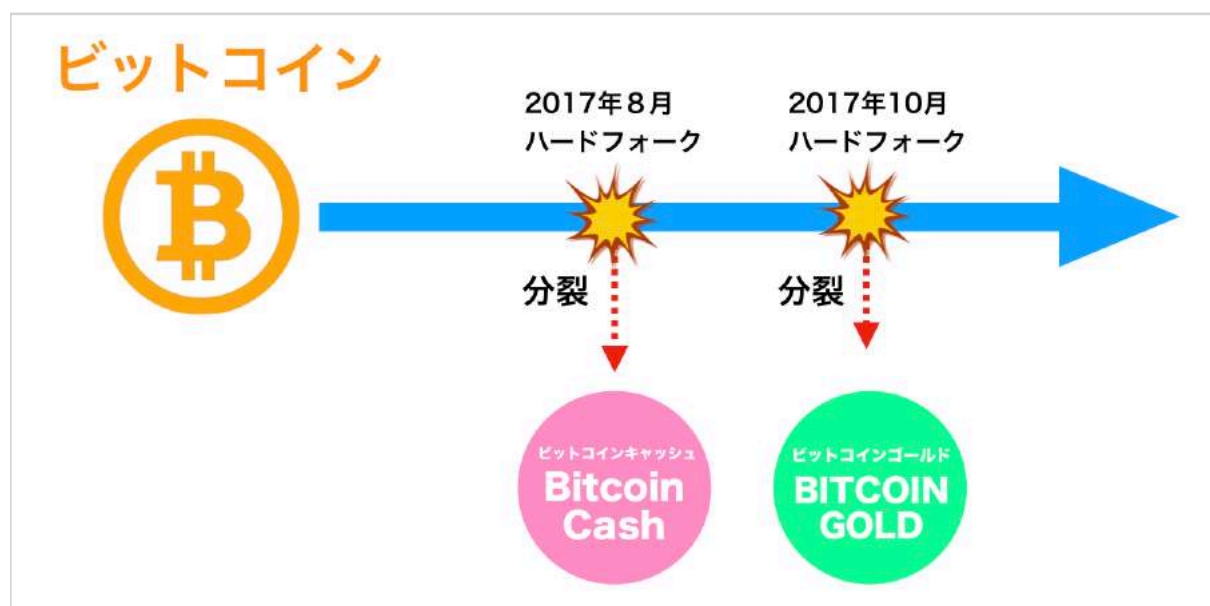 ビットコイン
2017年８月
ハードフォーク
2017年10月
ハードフォーク
分裂
分裂
ビットコインキャッシュ
Bitcoin
Cash
ビットコインゴールド
BITCOIN
GOLD